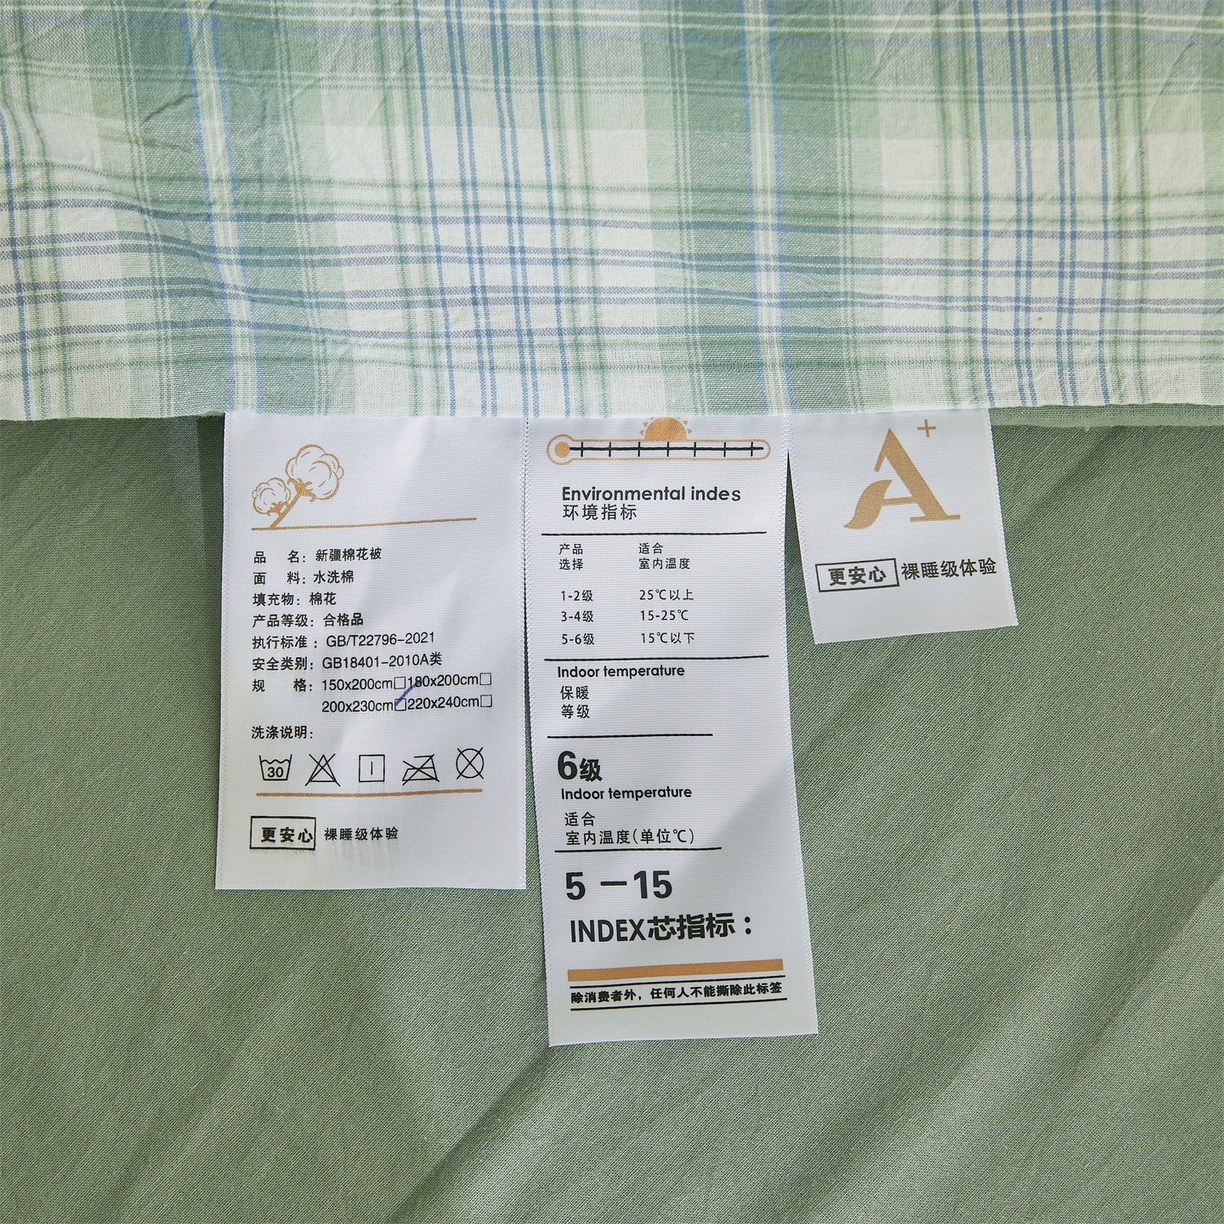 品 名：新疆棉花被
面 料：水洗棉
填充物：棉花
产品等级：合格品
执行标准：GB/T22796-2021
安全类别：GB18401-2010A类
规 格：150x200cm□180x200cm□
200x230cm□220x240cm□
洗涤说明：
30
更安心 裸睡级体验
Environmental indes
环境指标
产品 适合
选择 室内温度
1-2级 25℃以上
3-4级 15-25℃
5-6级 15℃以下
Indoor temperature
保暖
等级
6级
Indoor temperature
适合
室内温度(单位℃)
5 －15
INDEX芯指标：
除消费者外，任何人不能撕除此标签
A+
更安心 裸睡级体验